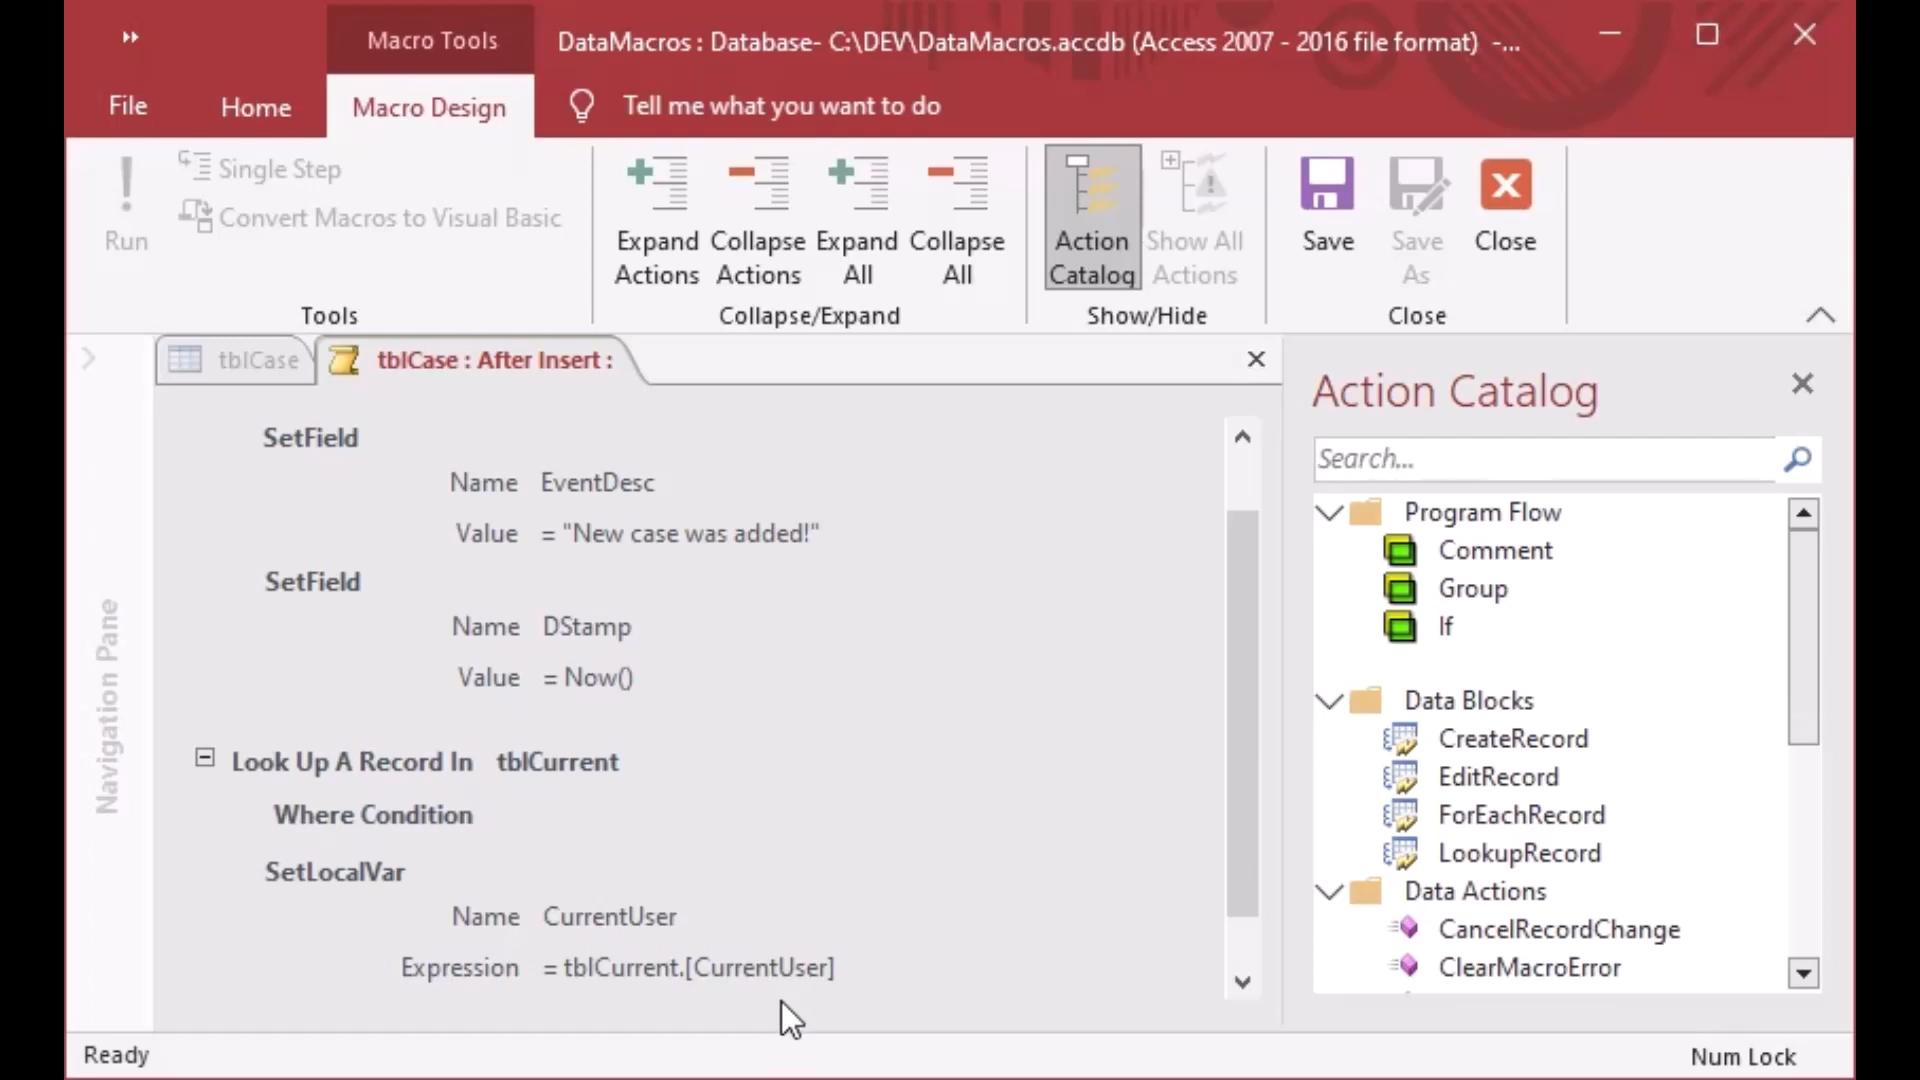 Macro Tools
DataMacros : Database- C:\DEV\DataMacros.accdb (Access 2007 - 2016 file format) -...
File
Home
Macro Design
Tell me what you want to do
Run
Single Step
Convert Macros to Visual Basic
Tools
Expand Actions
Collapse Actions
Expand All
Collapse All
Collapse/Expand
Action Catalog
Show All Actions
Show/Hide
Save
Save As
Close
Close
tblCase
tblCase : After Insert :
Navigation Pane
SetField
Name EventDesc
Value = "New case was added!"
SetField
Name DStamp
Value = Now()
Look Up A Record In tblCurrent
Where Condition
SetLocalVar
Name CurrentUser
Expression = tblCurrent.[CurrentUser]
Action Catalog
Search...
Program Flow
Comment
Group
If
Data Blocks
CreateRecord
EditRecord
ForEachRecord
LookupRecord
Data Actions
CancelRecordChange
ClearMacroError
Ready
Num Lock